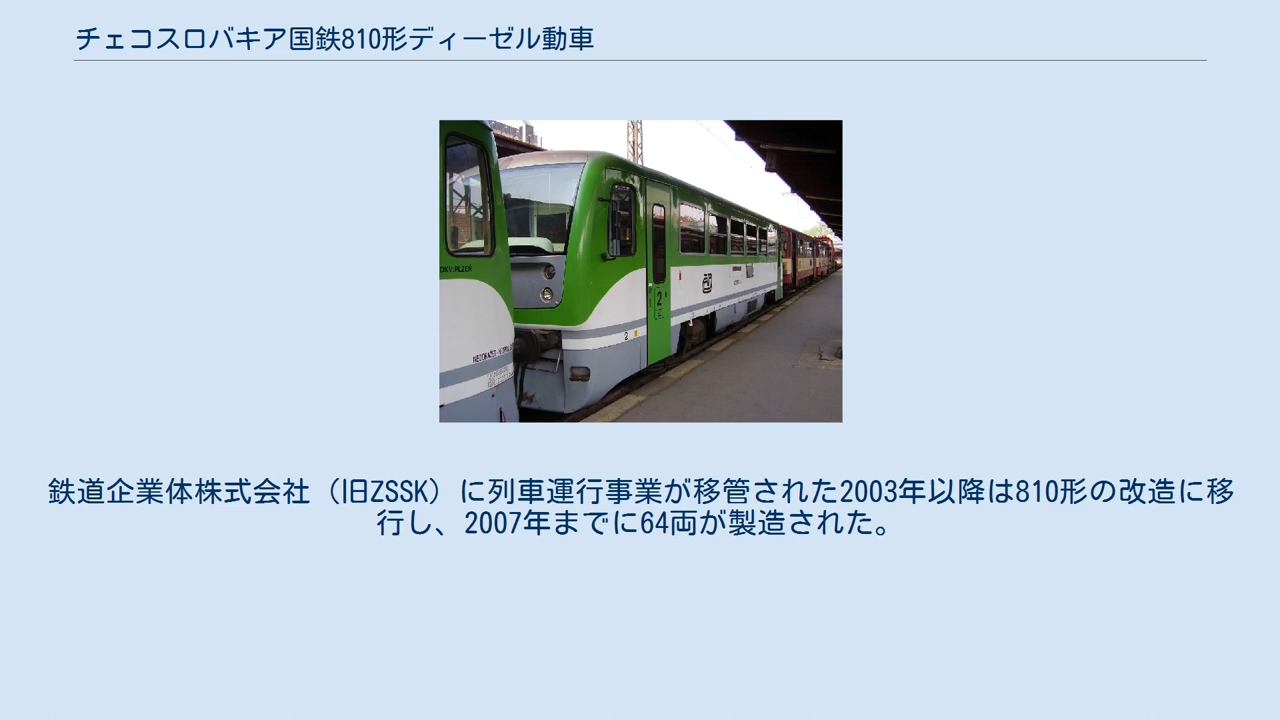 チェコスロバキア国鉄810形ディーゼル動車
DKV PLZEŇ
2
2
鉄道企業体株式会社（旧ZSSK）に列車運行事業が移管された2003年以降は810形の改造に移
行し、2007年までに64両が製造された。